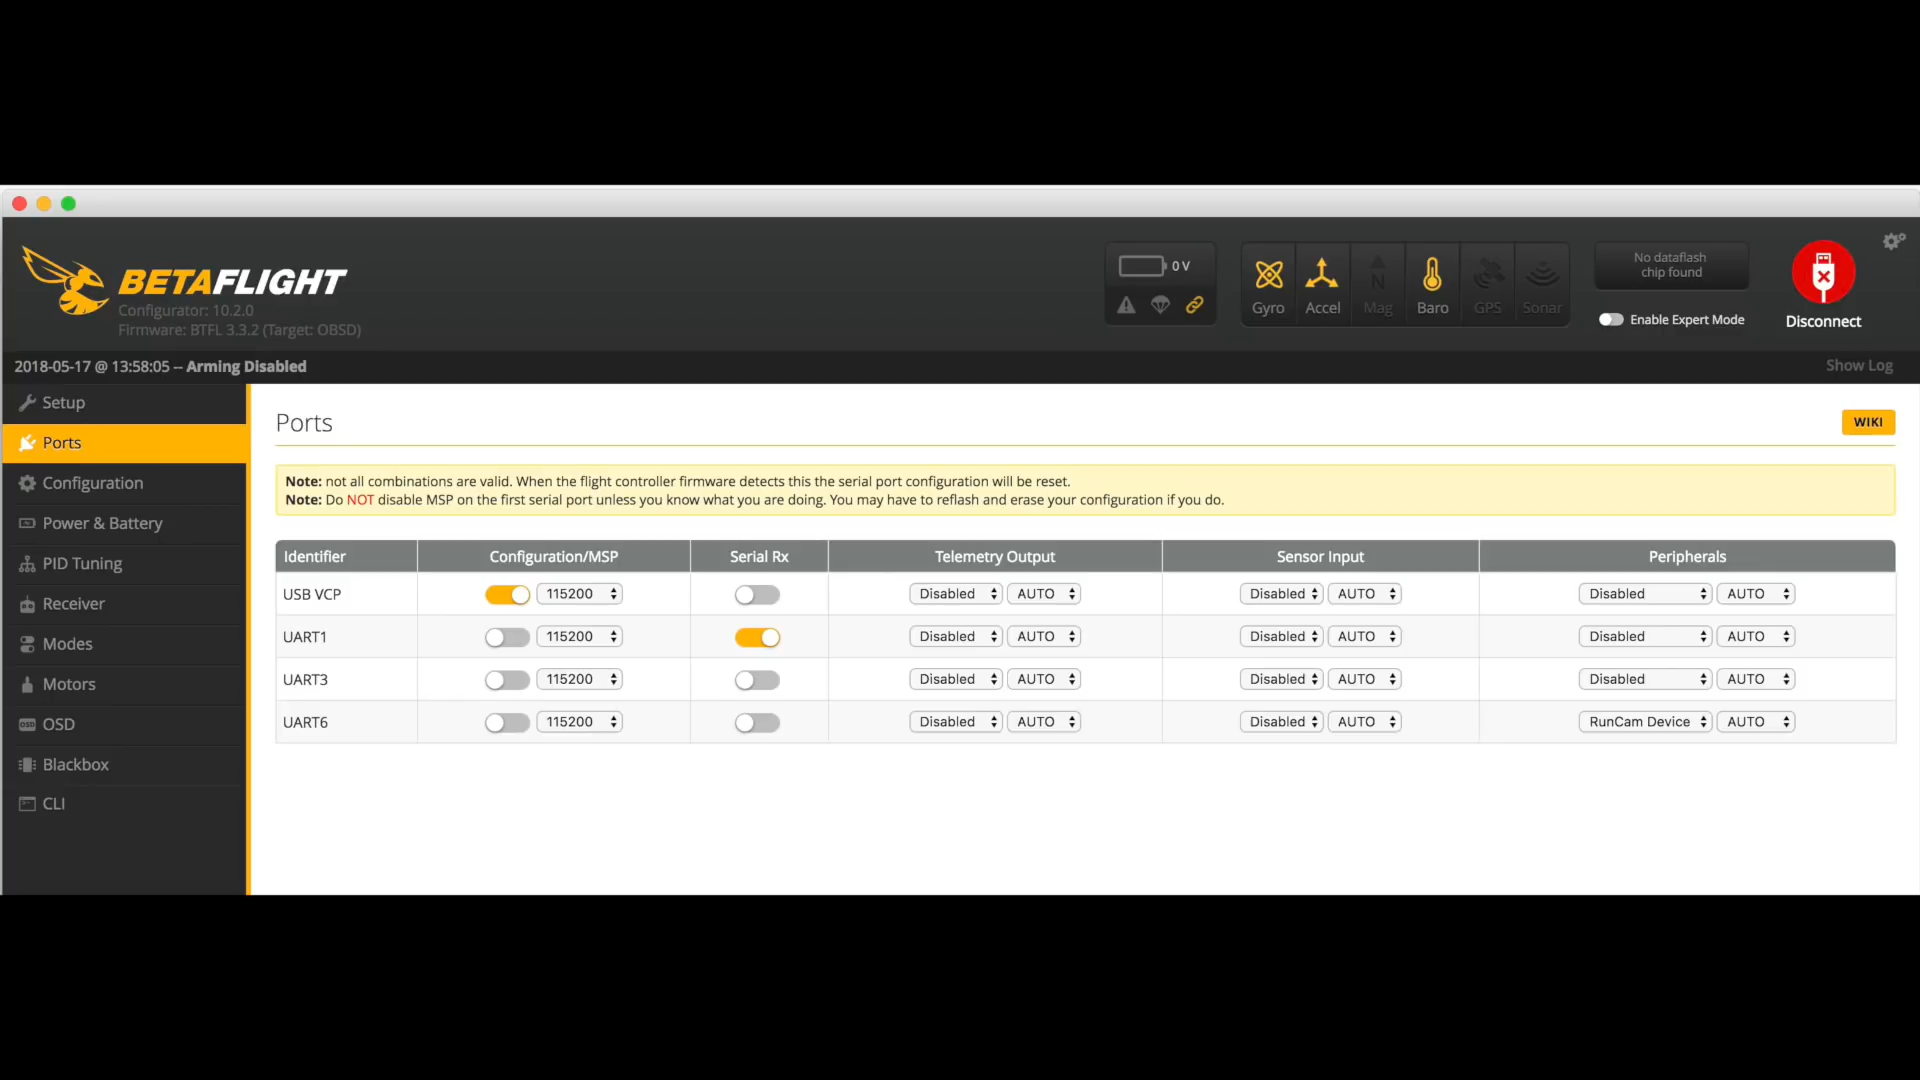 BETAFLIGHT
Configurator: 10.2.0
Firmware: BTFL 3.3.2 (Target: OBSD)
0 V
Gyro Accel Mag Baro GPS Sonar
No dataflash
chip found
Enable Expert Mode
Disconnect
2018-05-17 @ 13:58:05 -- Arming Disabled
Show Log
Setup
Ports
Configuration
Power & Battery
PID Tuning
Receiver
Modes
Motors
OSD
Blackbox
CLI
Ports
WIKI
Note: not all combinations are valid. When the flight controller firmware detects this the serial port configuration will be reset.
Note: Do NOT disable MSP on the first serial port unless you know what you are doing. You may have to reflash and erase your configuration if you do.
Identifier Configuration/MSP Serial Rx Telemetry Output Sensor Input Peripherals
USB VCP 115200 Disabled AUTO Disabled AUTO Disabled AUTO
UART1 115200 Disabled AUTO Disabled AUTO Disabled AUTO
UART3 115200 Disabled AUTO Disabled AUTO Disabled AUTO
UART6 115200 Disabled AUTO Disabled AUTO RunCam Device AUTO